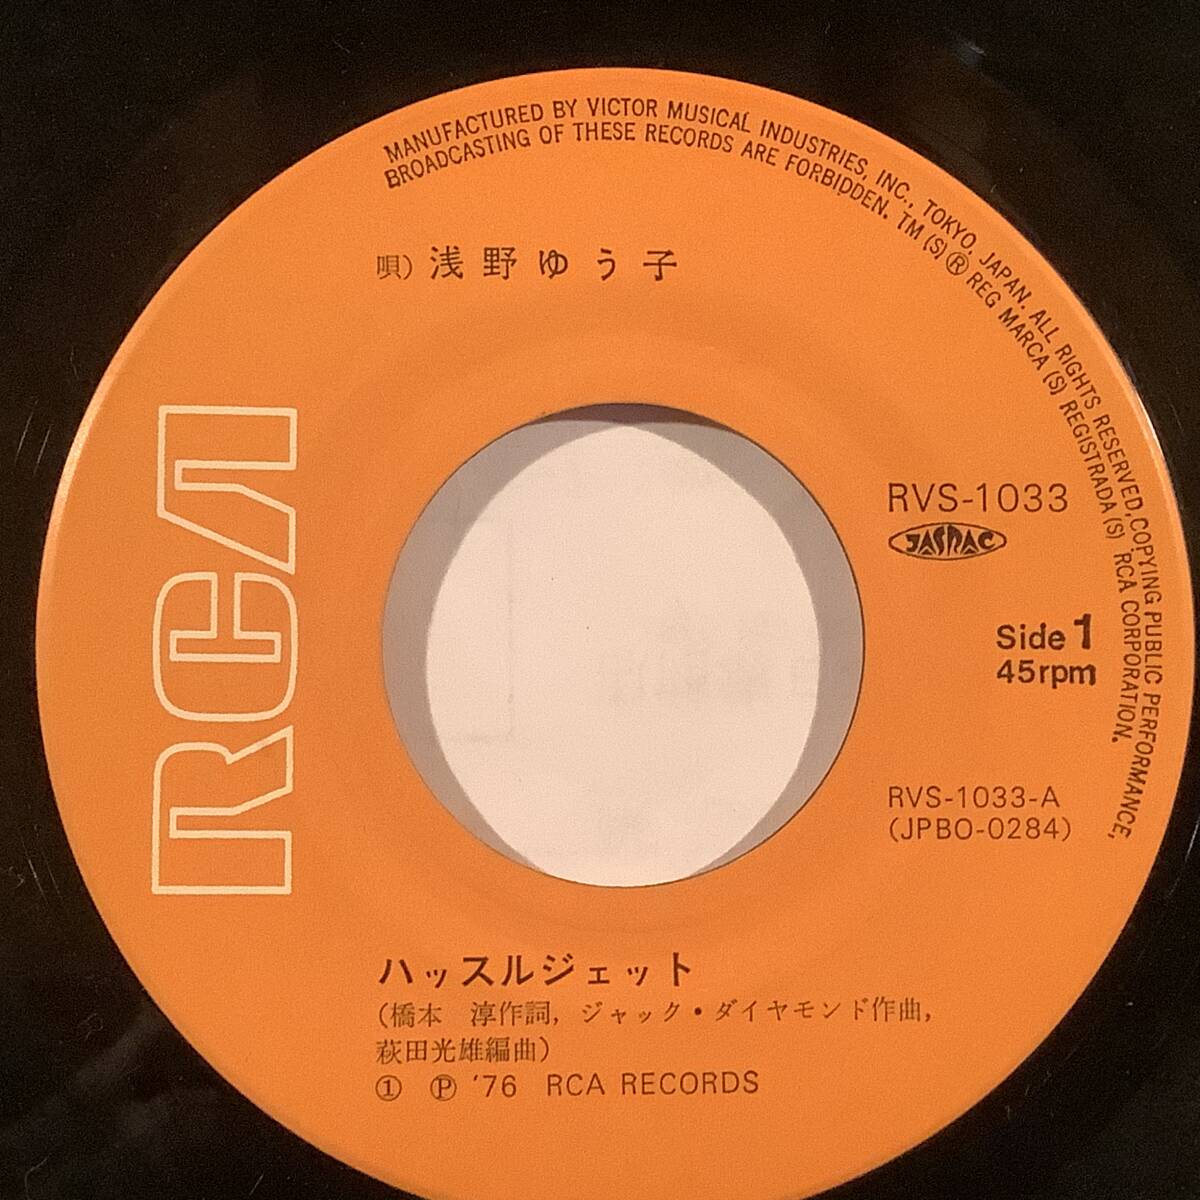 MANUFACTURED BY VICTOR MUSICAL INDUSTRIES, INC., TOKYO, JAPAN. ALL RIGHTS RESERVED, COPYING PUBLIC PERFORMANCE,
BROADCASTING OF THESE RECORDS ARE FORBIDDEN. TM (S) ® REG MARCA (S) REGISTRADA (S) RCA CORPORATION.
唄) 浅野ゆう子
RCA
RVS-1033
JASRAC
Side 1
45rpm
RVS-1033-A
(JPBO-0284)
ハッスルジェット
(橋本 淳作詞, ジャック・ダイヤモンド作曲,
萩田光雄編曲)
① Ⓟ '76 RCA RECORDS